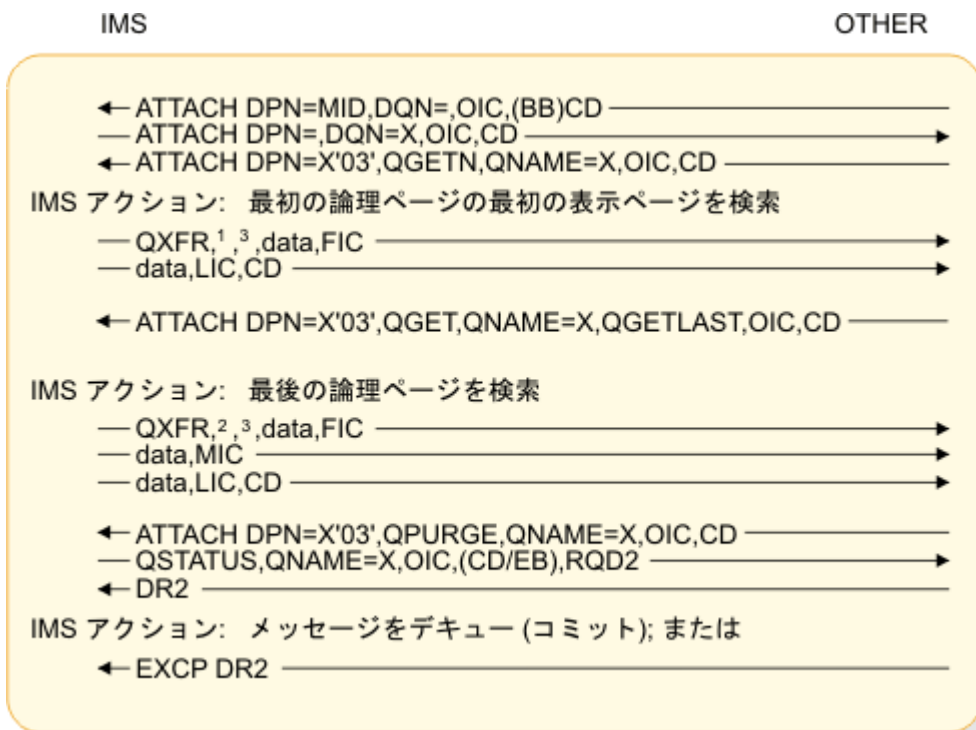 IMS OTHER
ATTACH DPN=MID,DQN=,OIC,(BB)CD
ATTACH DPN=,DQN=X,OIC,CD
ATTACH DPN=X'03',QGETN,QNAME=X,OIC,CD
IMS アクション: 最初の論理ページの最初の表示ページを検索
QXFR,¹,³,data,FIC
data,LIC,CD
ATTACH DPN=X'03',QGET,QNAME=X,QGETLAST,OIC,CD
IMS アクション: 最後の論理ページを検索
QXFR,²,³,data,FIC
data,MIC
data,LIC,CD
ATTACH DPN=X'03',QPURGE,QNAME=X,OIC,CD
QSTATUS,QNAME=X,OIC,(CD/EB),RQD2
DR2
IMS アクション: メッセージをデキュー (コミット); または
EXCP DR2